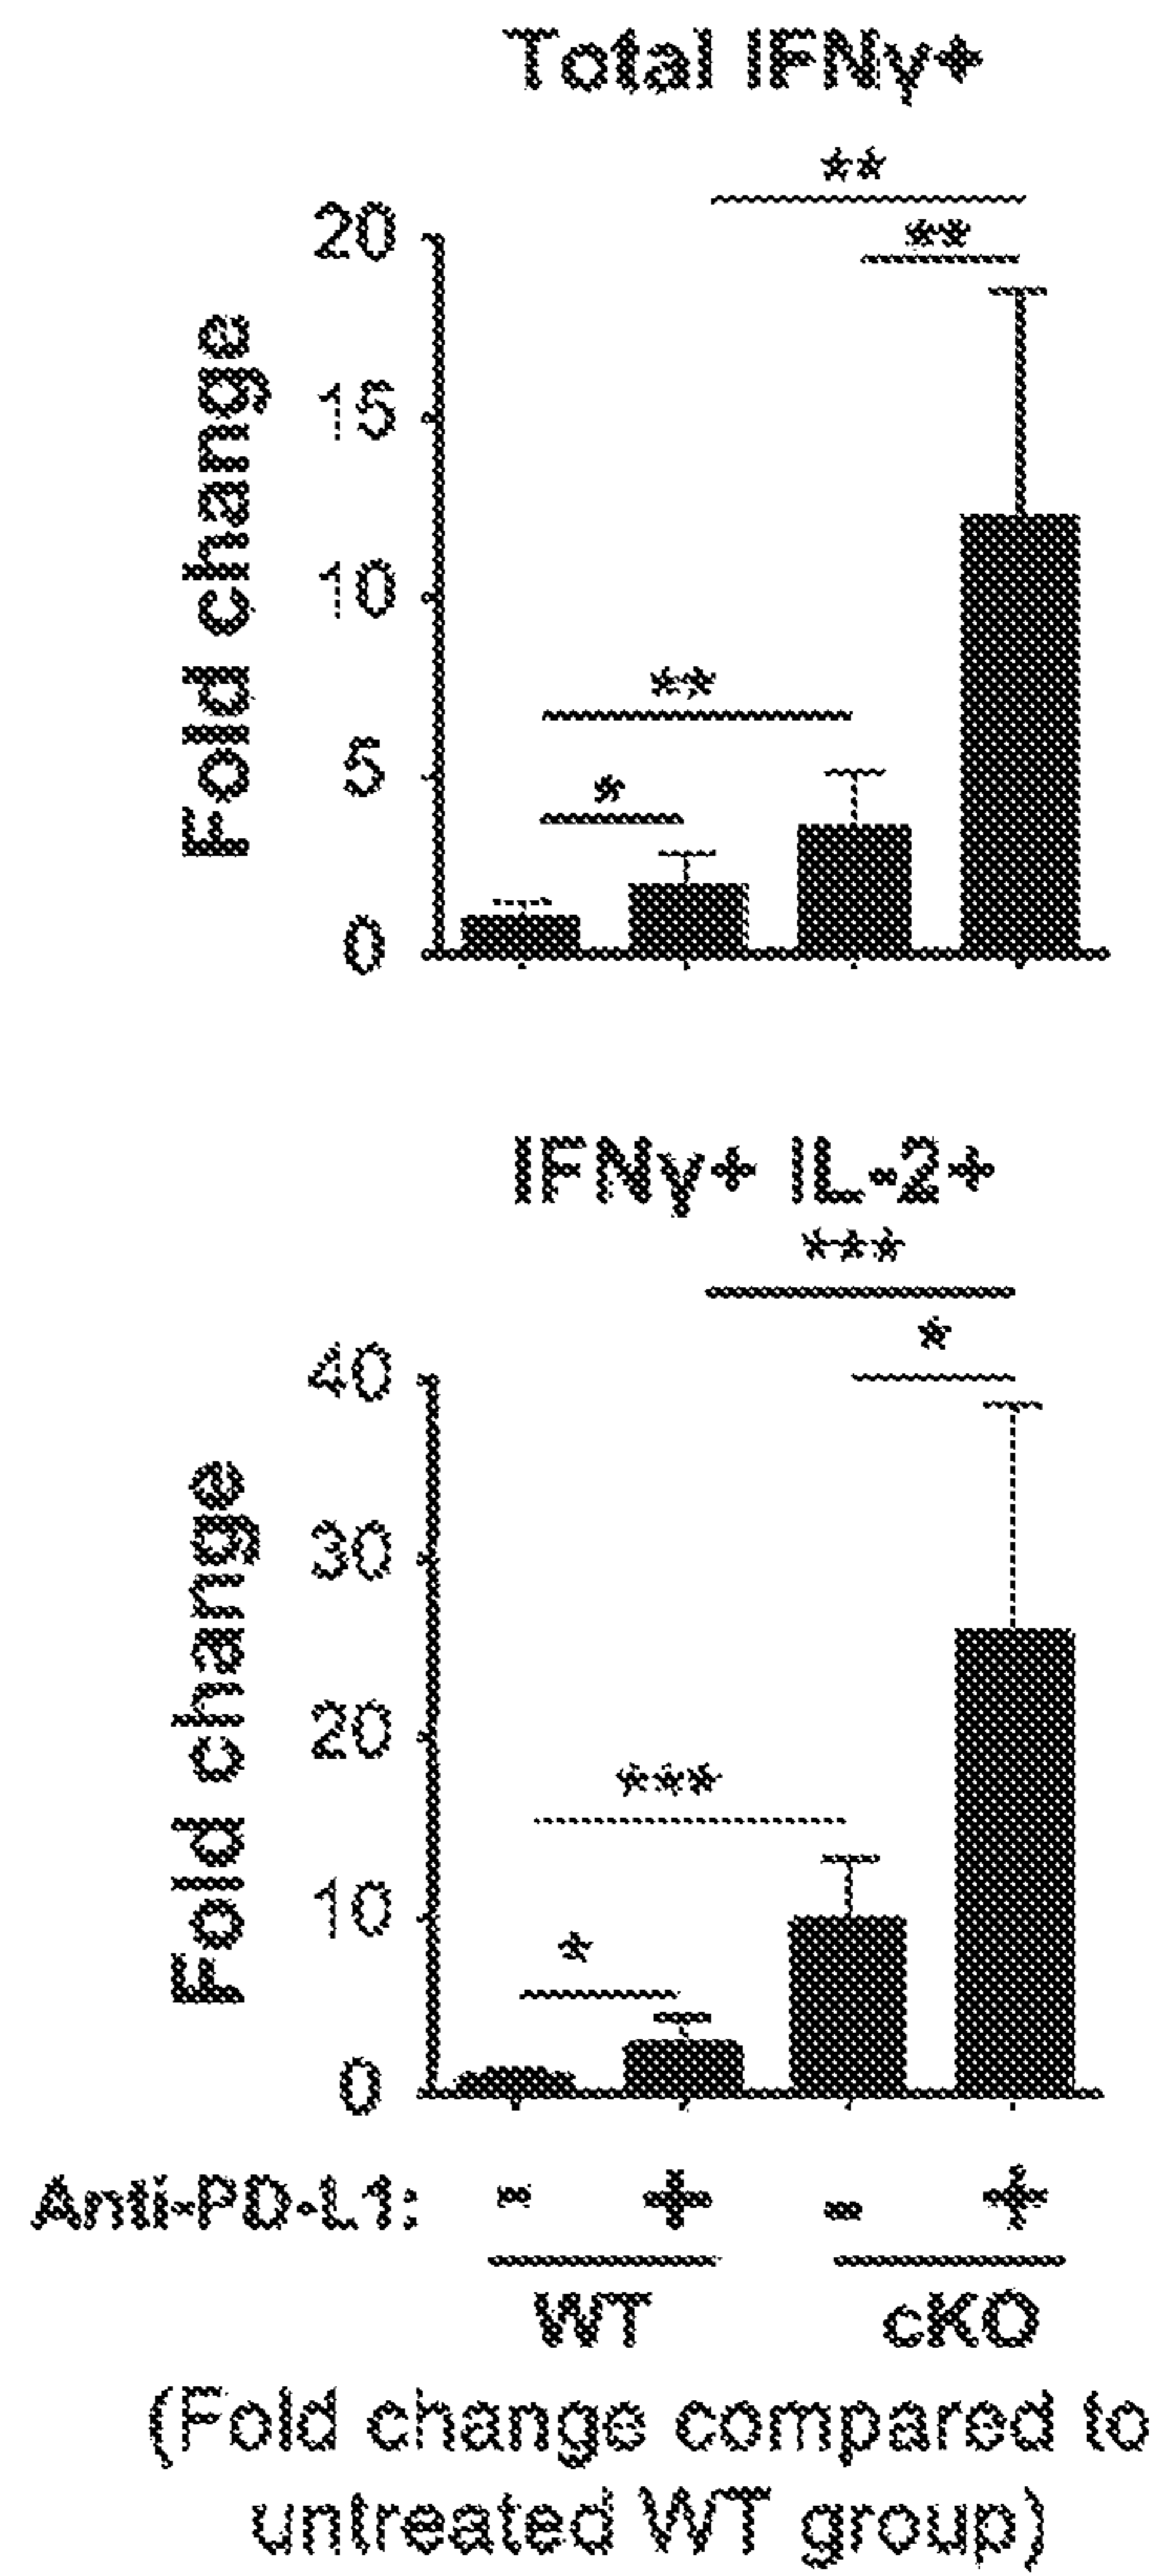 Total IFNγ+
**
**
20
15
10
5
0
Fold change
**
*
IFNγ+ IL-2+
***
*
40
30
20
10
0
Fold change
***
*
Anti-PD-L1: - + - +
WT cKO
(Fold change compared to
untreated WT group)